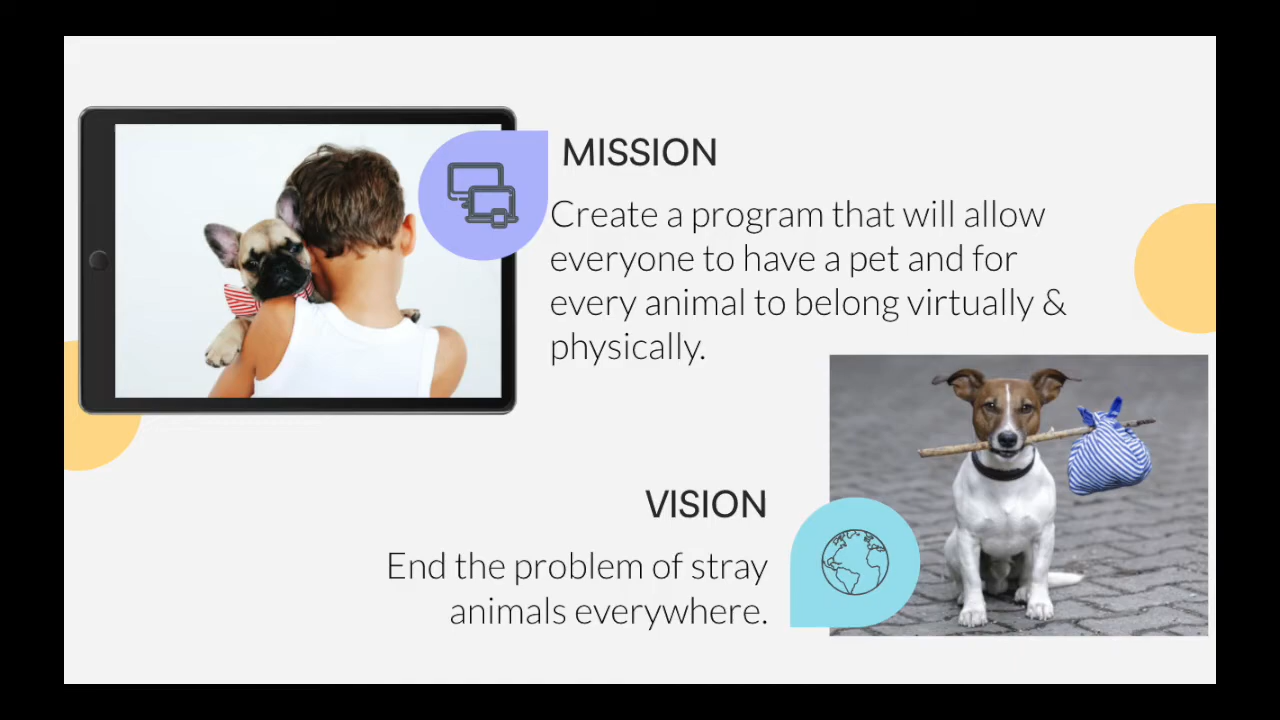 MISSION
Create a program that will allow
everyone to have a pet and for
every animal to belong virtually &
physically.
VISION
End the problem of stray
animals everywhere.